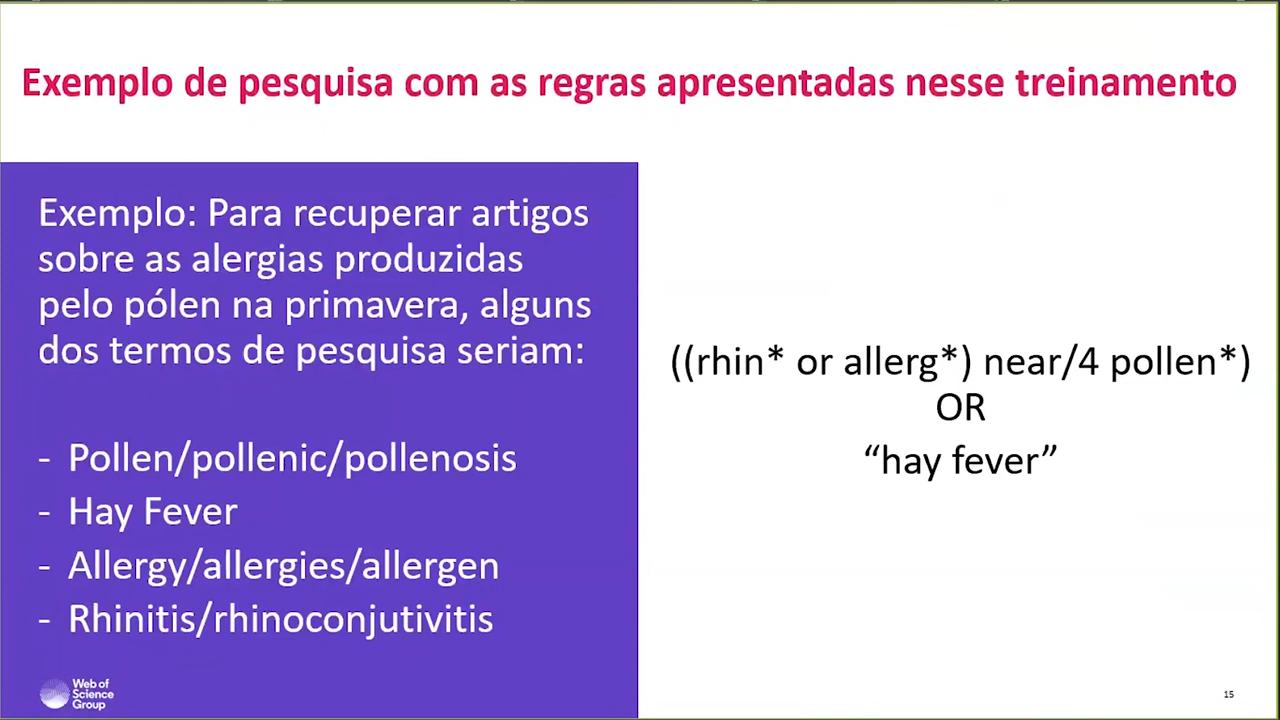 Exemplo de pesquisa com as regras apresentadas nesse treinamento
Exemplo: Para recuperar artigos
sobre as alergias produzidas
pelo pólen na primavera, alguns
dos termos de pesquisa seriam:
- Pollen/pollenic/pollenosis
- Hay Fever
- Allergy/allergies/allergen
- Rhinitis/rhinoconjutivitis
((rhin* or allerg*) near/4 pollen*)
OR
“hay fever”
Web of
Science
Group
15